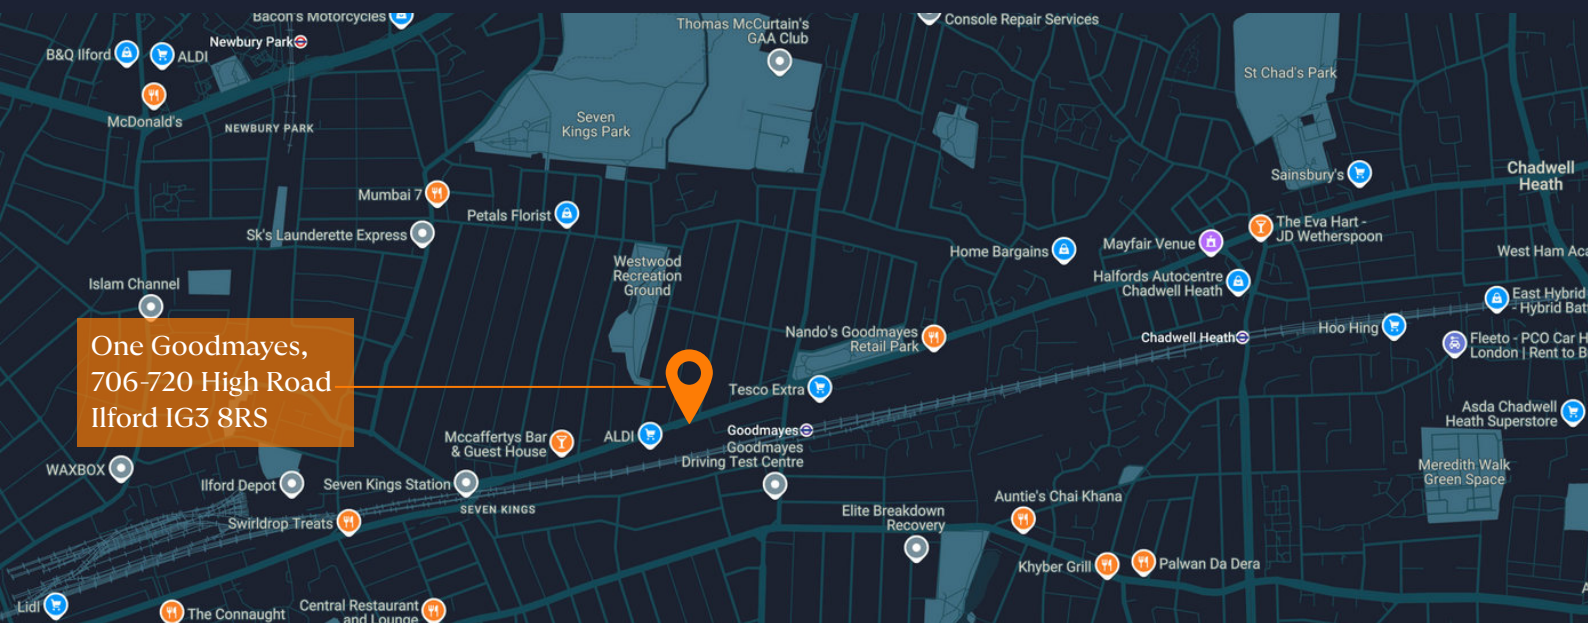 Bacon's Motorcycles
Thomas McCurtain's
GAA Club
Console Repair Services
Newbury Park
B&Q Ilford
ALDI
McDonald's
NEWBURY PARK
Seven
Kings Park
St Chad's Park
Sainsbury's
Chadwell
Heath
Mumbai 7
Petals Florist
Sk's Launderette Express
The Eva Hart -
JD Wetherspoon
Mayfair Venue
Home Bargains
West Ham Aca
Westwood
Recreation
Ground
Halfords Autocentre
Chadwell Heath
Islam Channel
East Hybrid
- Hybrid Bat
Hoo Hing
Chadwell Heath
Nando's Goodmayes
Retail Park
Fleeto - PCO Car H
London | Rent to B
One Goodmayes,
706-720 High Road
Ilford IG3 8RS
Tesco Extra
Asda Chadwell
Heath Superstore
Mccaffertys Bar
& Guest House
ALDI
Goodmayes
Goodmayes
Driving Test Centre
WAXBOX
Ilford Depot
Seven Kings Station
Meredith Walk
Green Space
SEVEN KINGS
Auntie's Chai Khana
Swirldrop Treats
Elite Breakdown
Recovery
Khyber Grill
Palwan Da Dera
Lidl
The Connaught
Central Restaurant
and Lounge